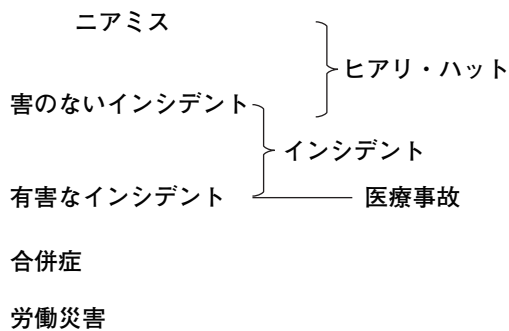 ニアミス
ヒアリ・ハット
害のないインシデント
インシデント
有害なインシデント
医療事故
合併症
労働災害